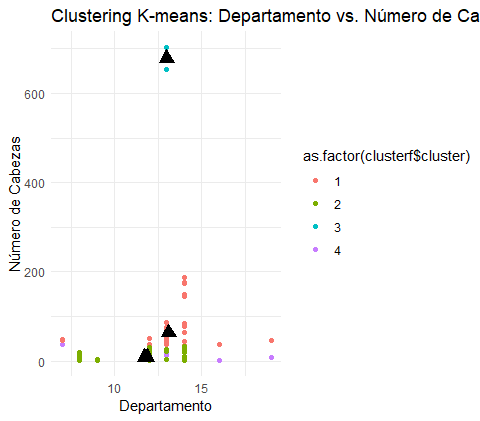 Clustering K-means: Departamento vs. Número de Ca
Número de Cabezas
600
400
200
0
10
15
Departamento
as.factor(clusterf$cluster)
1
2
3
4